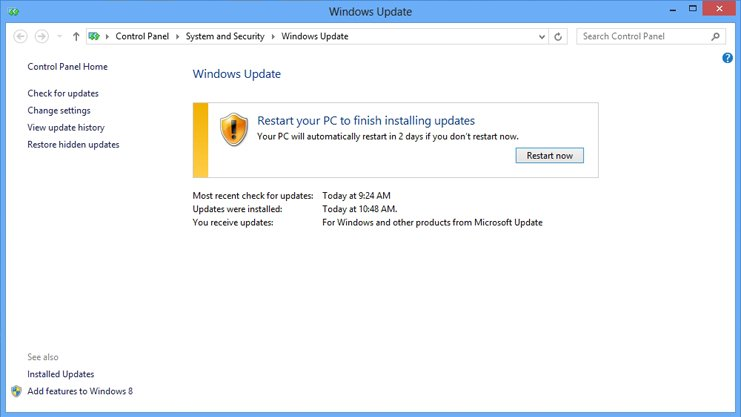 Windows Update
Control Panel System and Security Windows Update
Search Control Panel
Control Panel Home
Check for updates
Change settings
View update history
Restore hidden updates
Windows Update
Restart your PC to finish installing updates
Your PC will automatically restart in 2 days if you don't restart now.
Restart now
Most recent check for updates: Today at 9:24 AM
Updates were installed: Today at 10:48 AM.
You receive updates: For Windows and other products from Microsoft Update
See also
Installed Updates
Add features to Windows 8